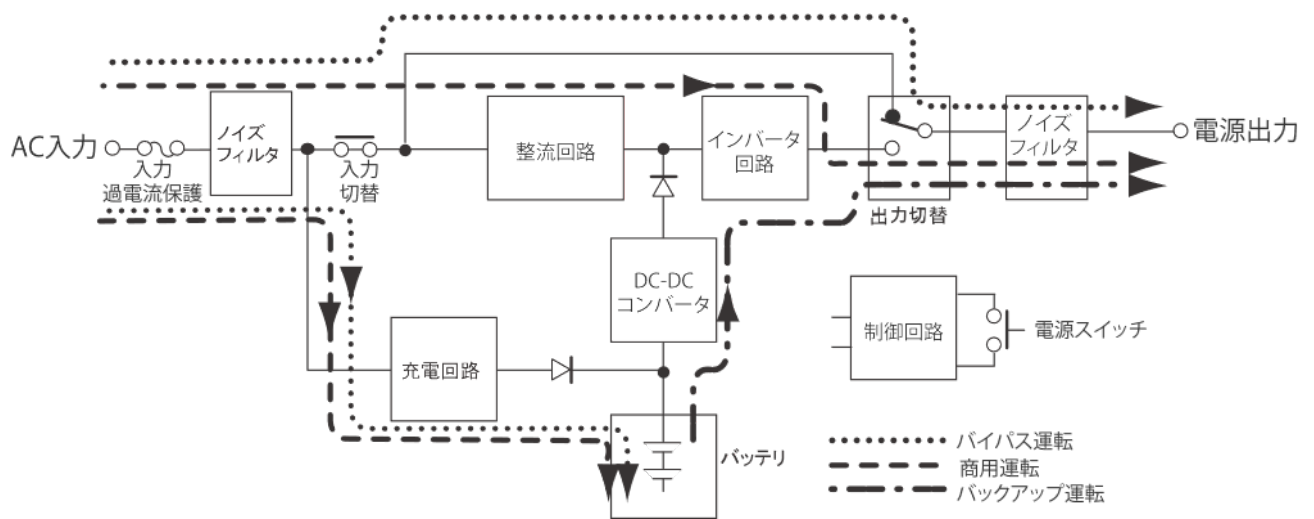 AC入力
入力
過電流保護
ノイズ
フィルタ
入力
切替
整流回路
インバータ
回路
出力切替
ノイズ
フィルタ
電源出力
DC-DC
コンバータ
充電回路
バッテリ
制御回路
電源スイッチ
バイパス運転
商用運転
バックアップ運転